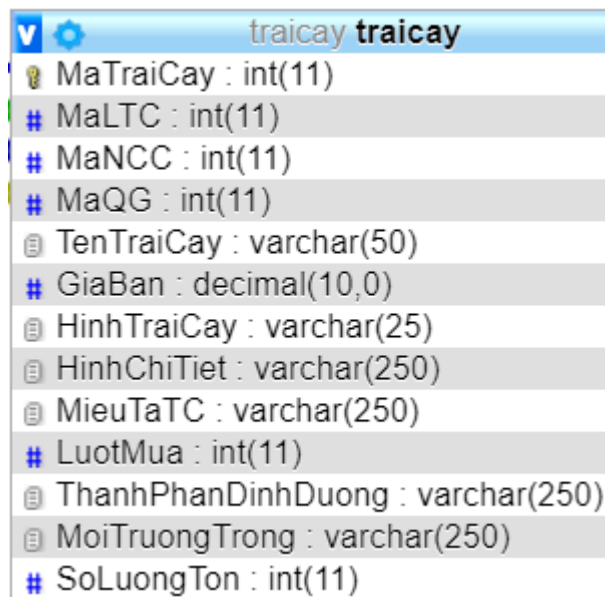 v traicay traicay
MaTraiCay : int(11)
# MaLTC : int(11)
# MaNCC : int(11)
# MaQG : int(11)
TenTraiCay : varchar(50)
# GiaBan : decimal(10,0)
HinhTraiCay : varchar(25)
HinhChiTiet : varchar(250)
MieuTaTC : varchar(250)
# LuotMua : int(11)
ThanhPhanDinhDuong : varchar(250)
MoiTruongTrong : varchar(250)
# SoLuongTon : int(11)